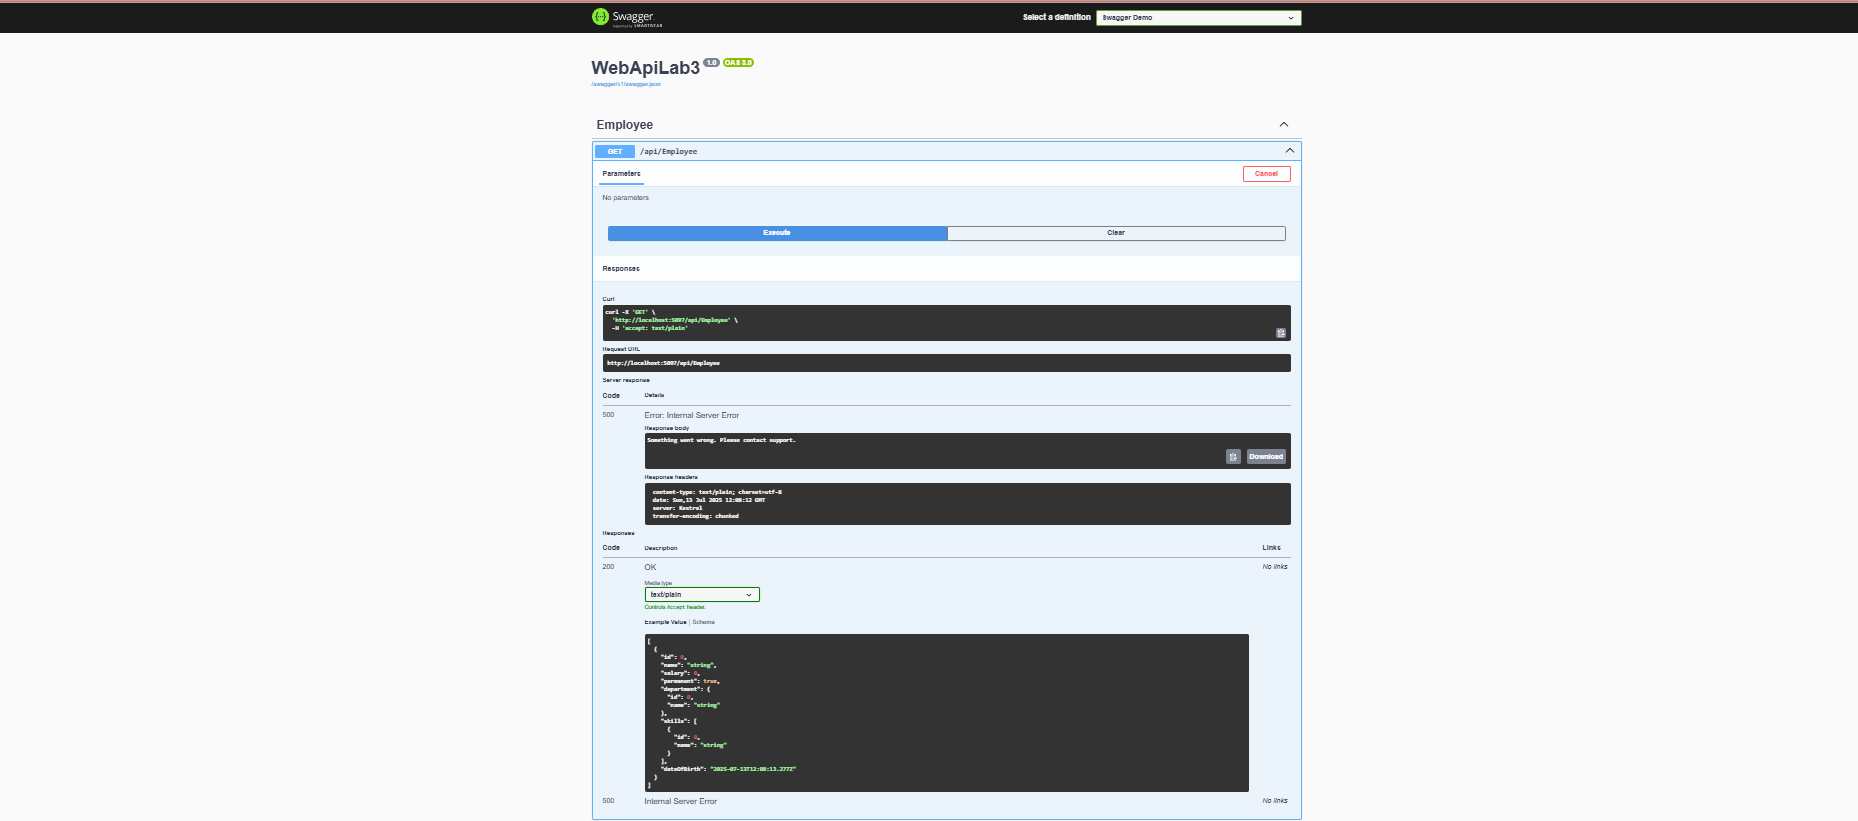 Swagger
Supported by SMARTBEAR
Select a definition
Swagger Demo
WebApiLab3 1.0 OAS 3.0
/swagger/v1/swagger.json
Employee
GET /api/Employee
Parameters
Cancel
No parameters
Execute
Clear
Responses
Curl
curl -X 'GET' \
'http://localhost:5097/api/Employee' \
-H 'accept: text/plain'
Request URL
http://localhost:5097/api/Employee
Server response
Code Details
500 Error: Internal Server Error
Response body
Something went wrong. Please contact support.
Download
Response headers
content-type: text/plain; charset=utf-8
date: Sun,13 Jul 2025 12:08:12 GMT
server: Kestrel
transfer-encoding: chunked
Responses
Code Description Links
200 OK No links
Media type
text/plain
Controls Accept header.
Example Value | Schema
[
{
"id": 0,
"name": "string",
"salary": 0,
"permanent": true,
"department": {
"id": 0,
"name": "string"
},
"skills": [
{
"id": 0,
"name": "string"
}
],
"dateOfBirth": "2025-07-13T12:08:13.277Z"
}
]
500 Internal Server Error No links